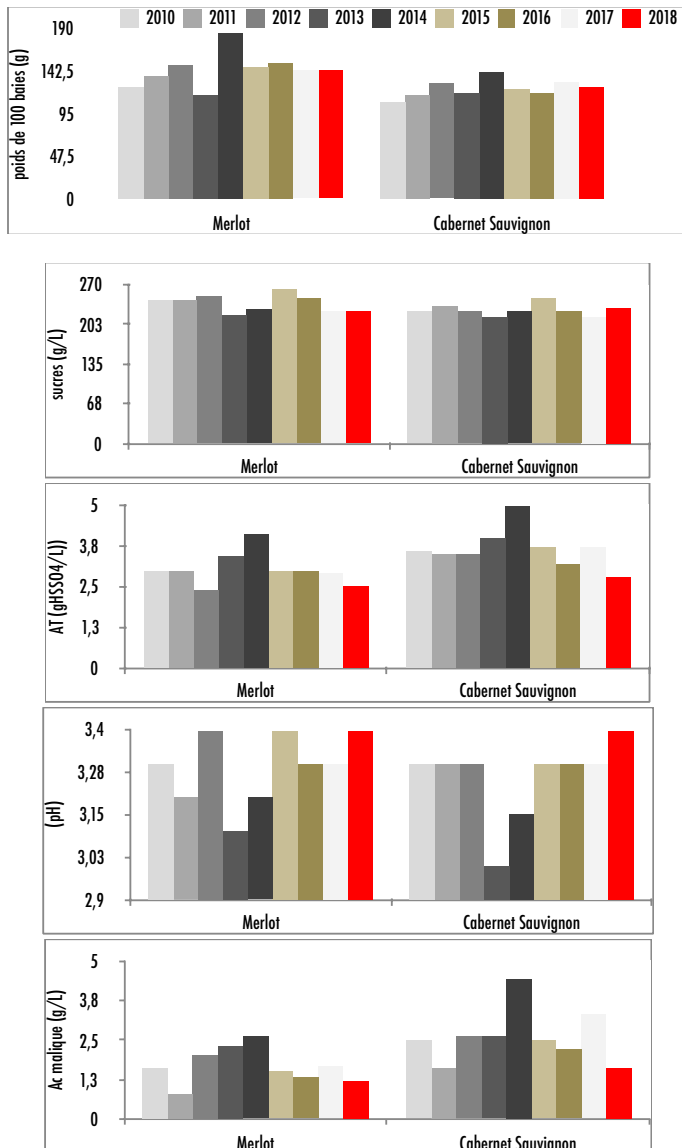 2010 2011 2012 2013 2014 2015 2016 2017 2018
poids de 100 baies (g)
190
142,5
95
47,5
0
Merlot Cabernet Sauvignon
sucres (g/L)
270
203
135
68
0
Merlot Cabernet Sauvignon
AT (gHSSO4/L))
5
3,8
2,5
1,3
0
Merlot Cabernet Sauvignon
(pH)
3,4
3,28
3,15
3,03
2,9
Merlot Cabernet Sauvignon
Ac malique (g/L)
5
3,8
2,5
1,3
0
Merlot Cabernet Sauvignon